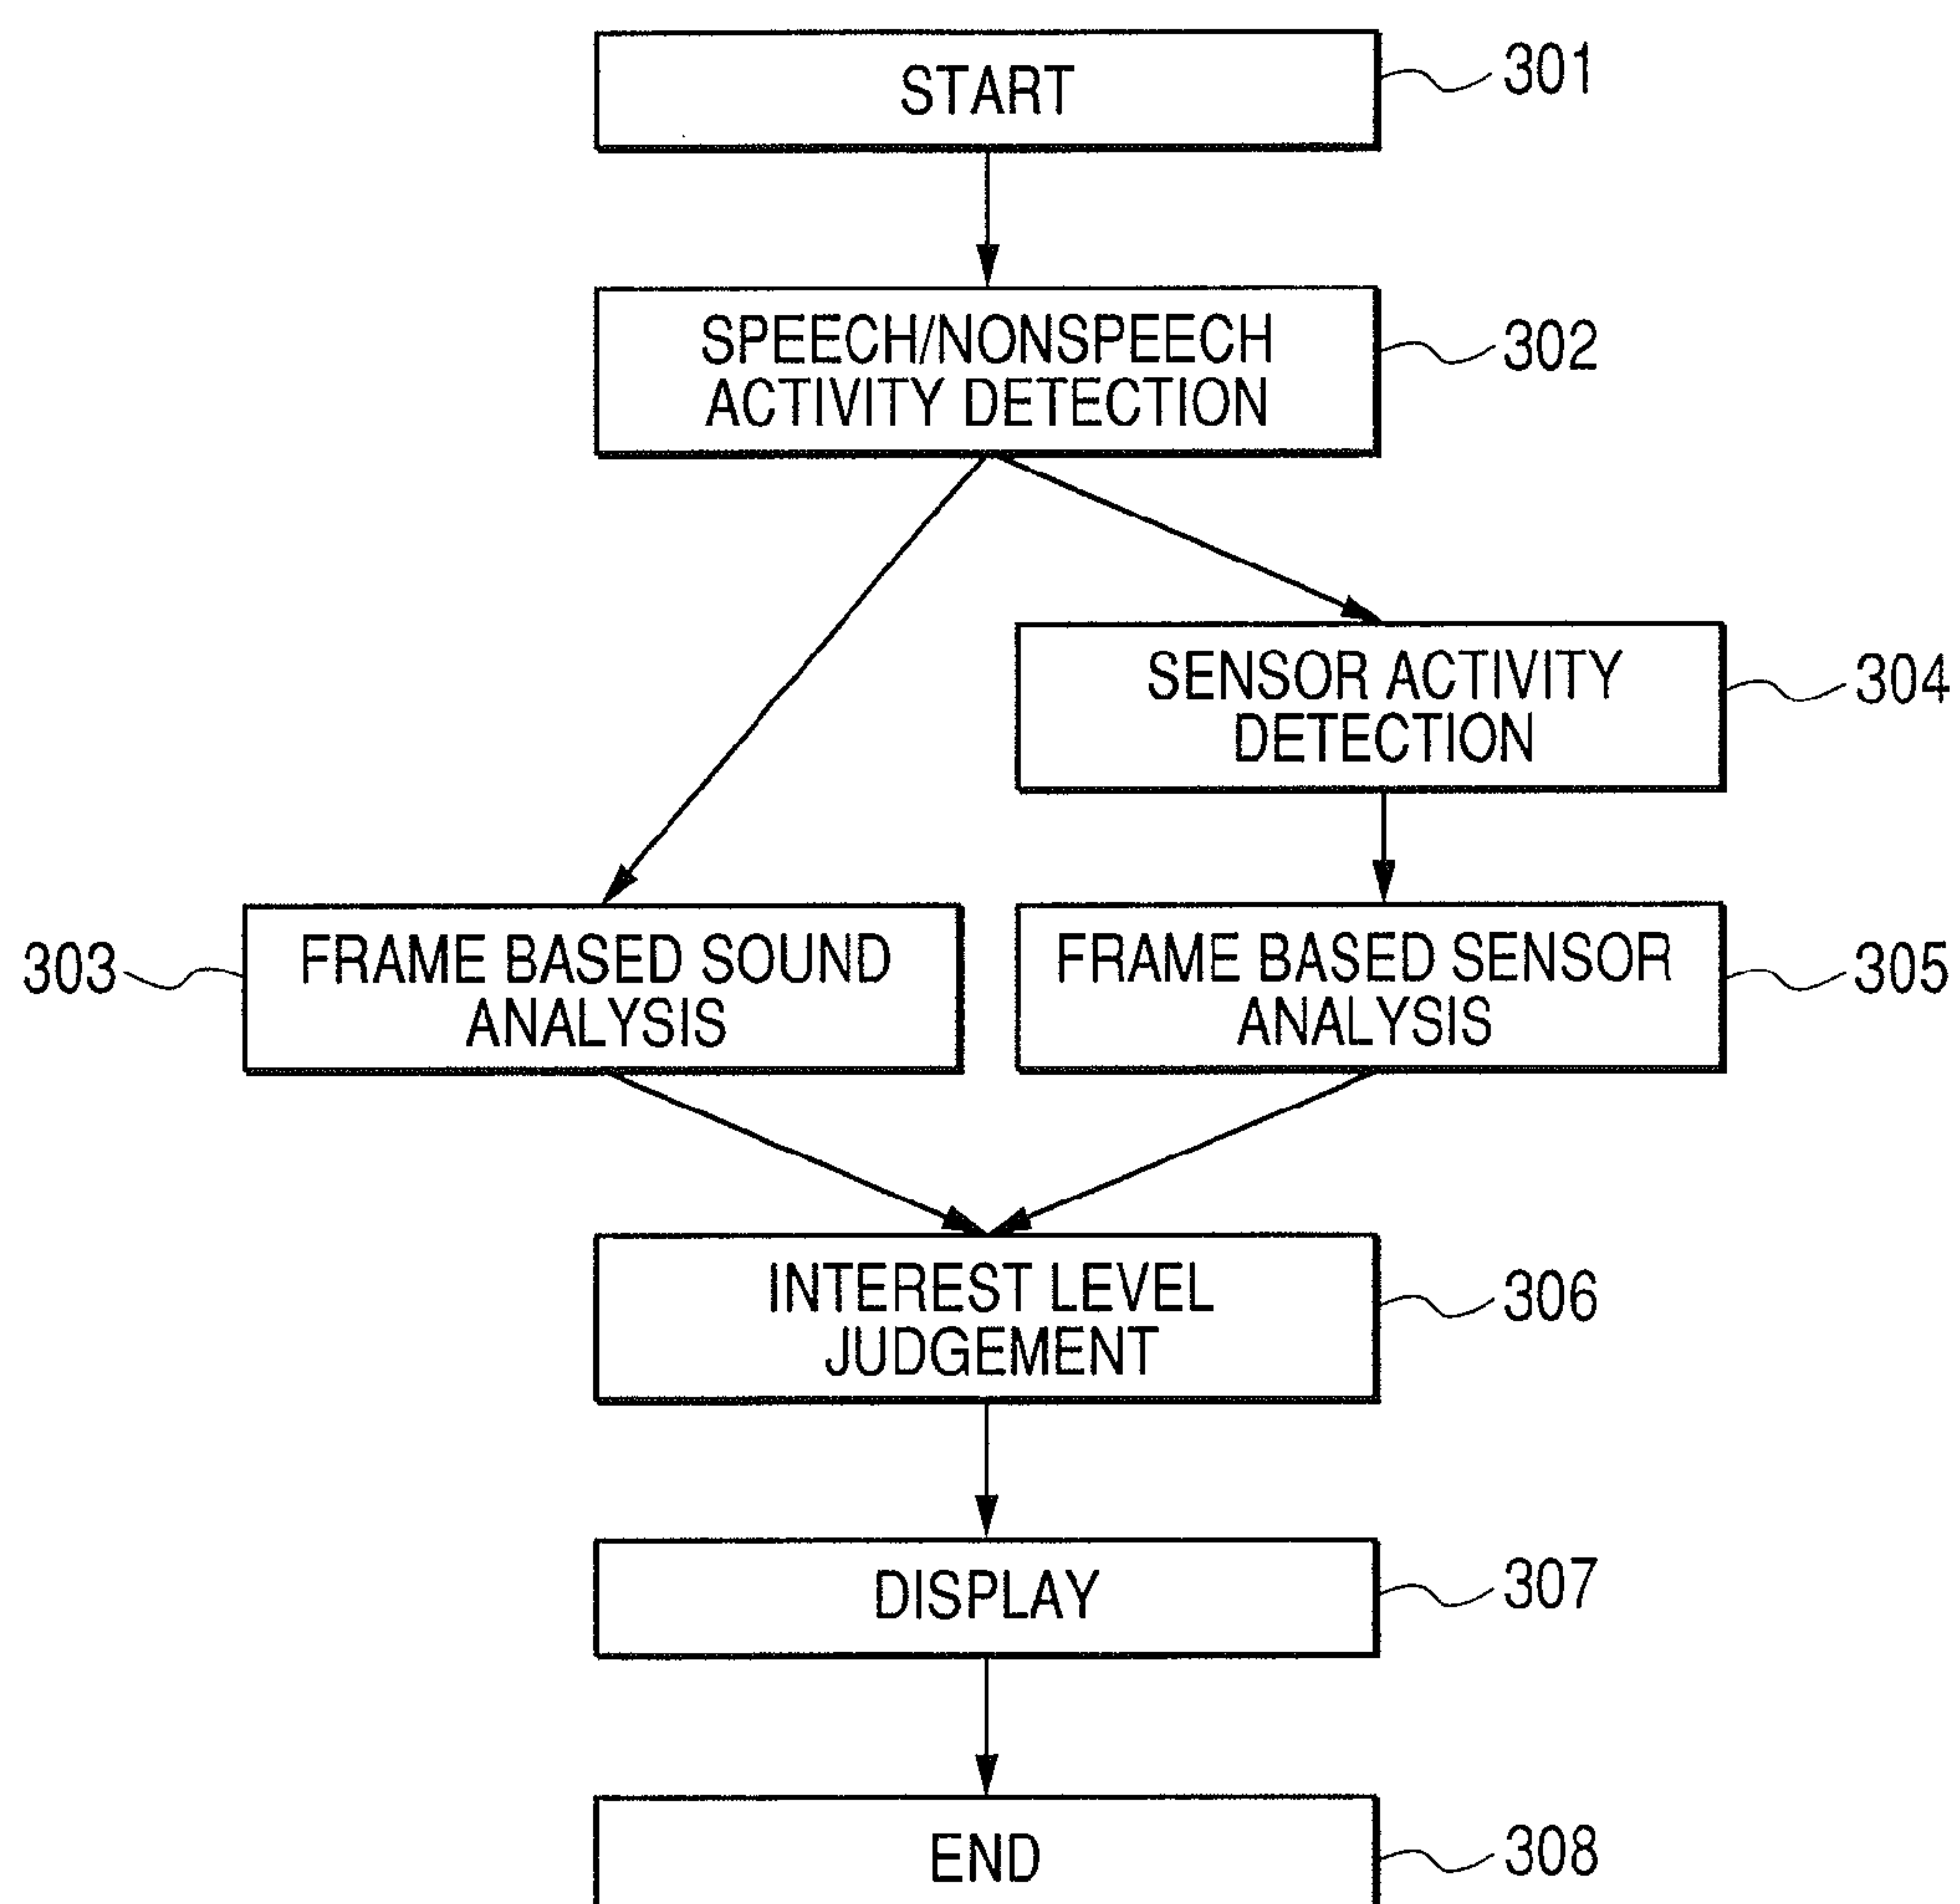 START
301
SPEECH/NONSPEECH
ACTIVITY DETECTION
302
SENSOR ACTIVITY
DETECTION
304
303
FRAME BASED SOUND
ANALYSIS
FRAME BASED SENSOR
ANALYSIS
305
INTEREST LEVEL
JUDGEMENT
306
DISPLAY
307
END
308